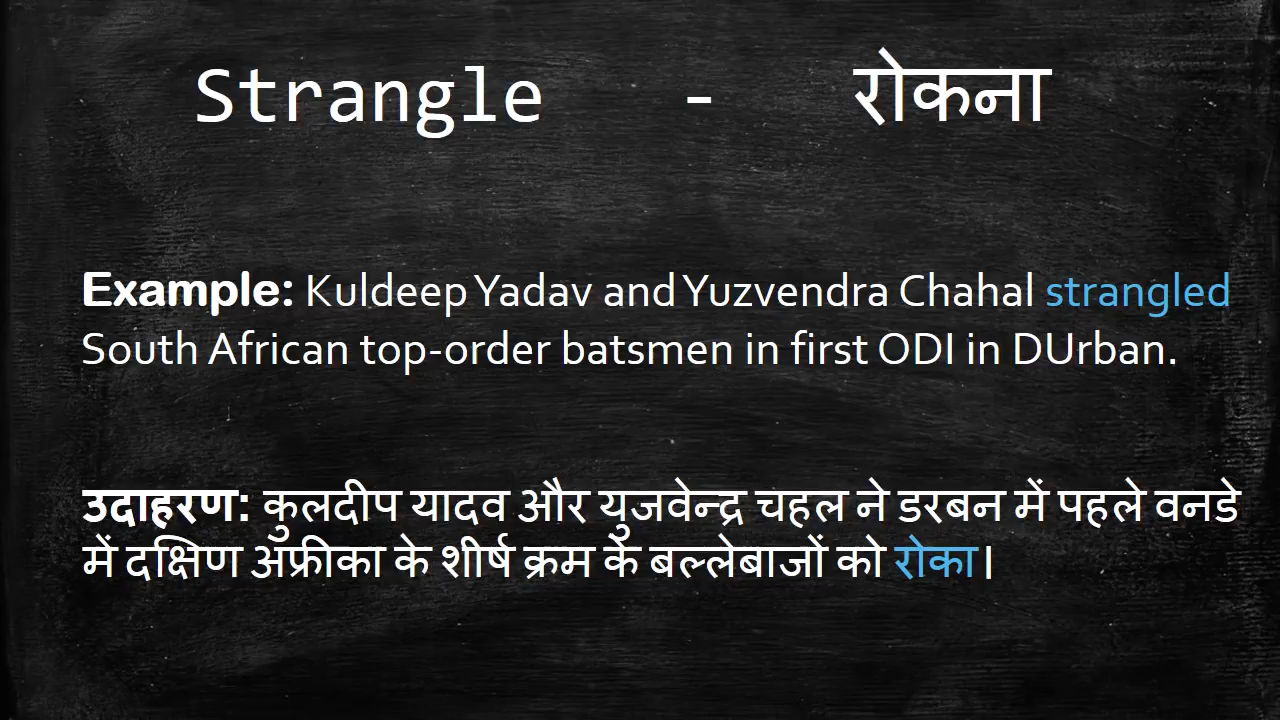 Strangle - रोकना
Example: Kuldeep Yadav and Yuzvendra Chahal strangled
South African top-order batsmen in first ODI in DUrban.
उदाहरण: कुलदीप यादव और युजवेन्द्र चहल ने डरबन में पहले वनडे
में दक्षिण अफ्रीका के शीर्ष क्रम के बल्लेबाजों को रोका।